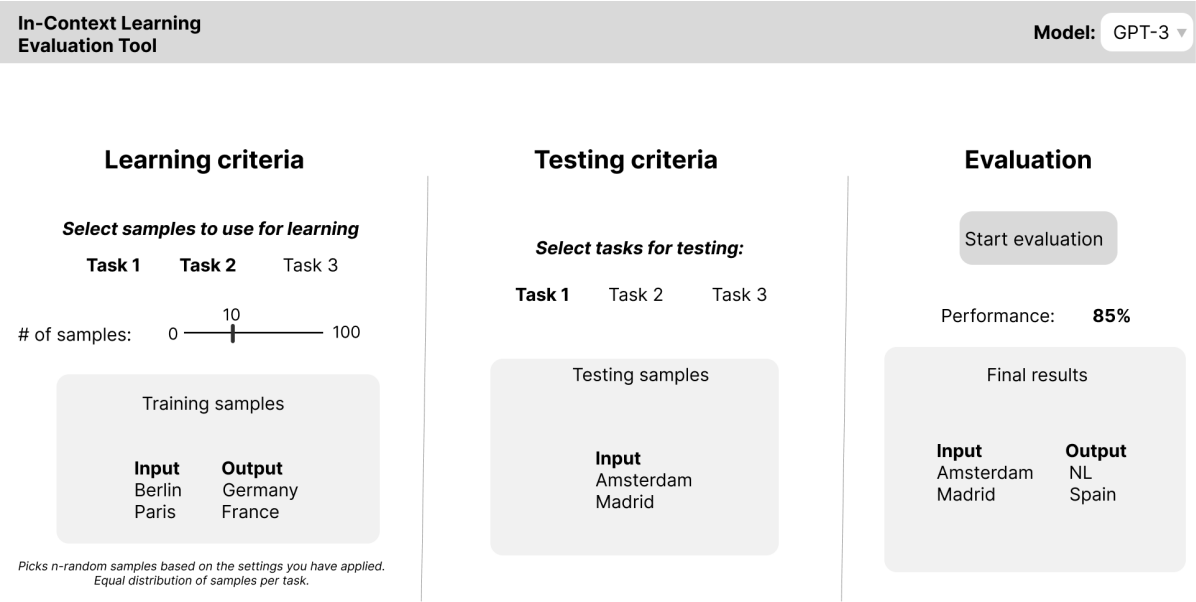 In-Context Learning
Evaluation Tool
Model: GPT-3
Learning criteria
Select samples to use for learning
Task 1 Task 2 Task 3
10
# of samples: 0 100
Training samples
Input Output
Berlin Germany
Paris France
Picks n-random samples based on the settings you have applied.
Equal distribution of samples per task.
Testing criteria
Select tasks for testing:
Task 1 Task 2 Task 3
Testing samples
Input
Amsterdam
Madrid
Evaluation
Start evaluation
Performance: 85%
Final results
Input Output
Amsterdam NL
Madrid Spain